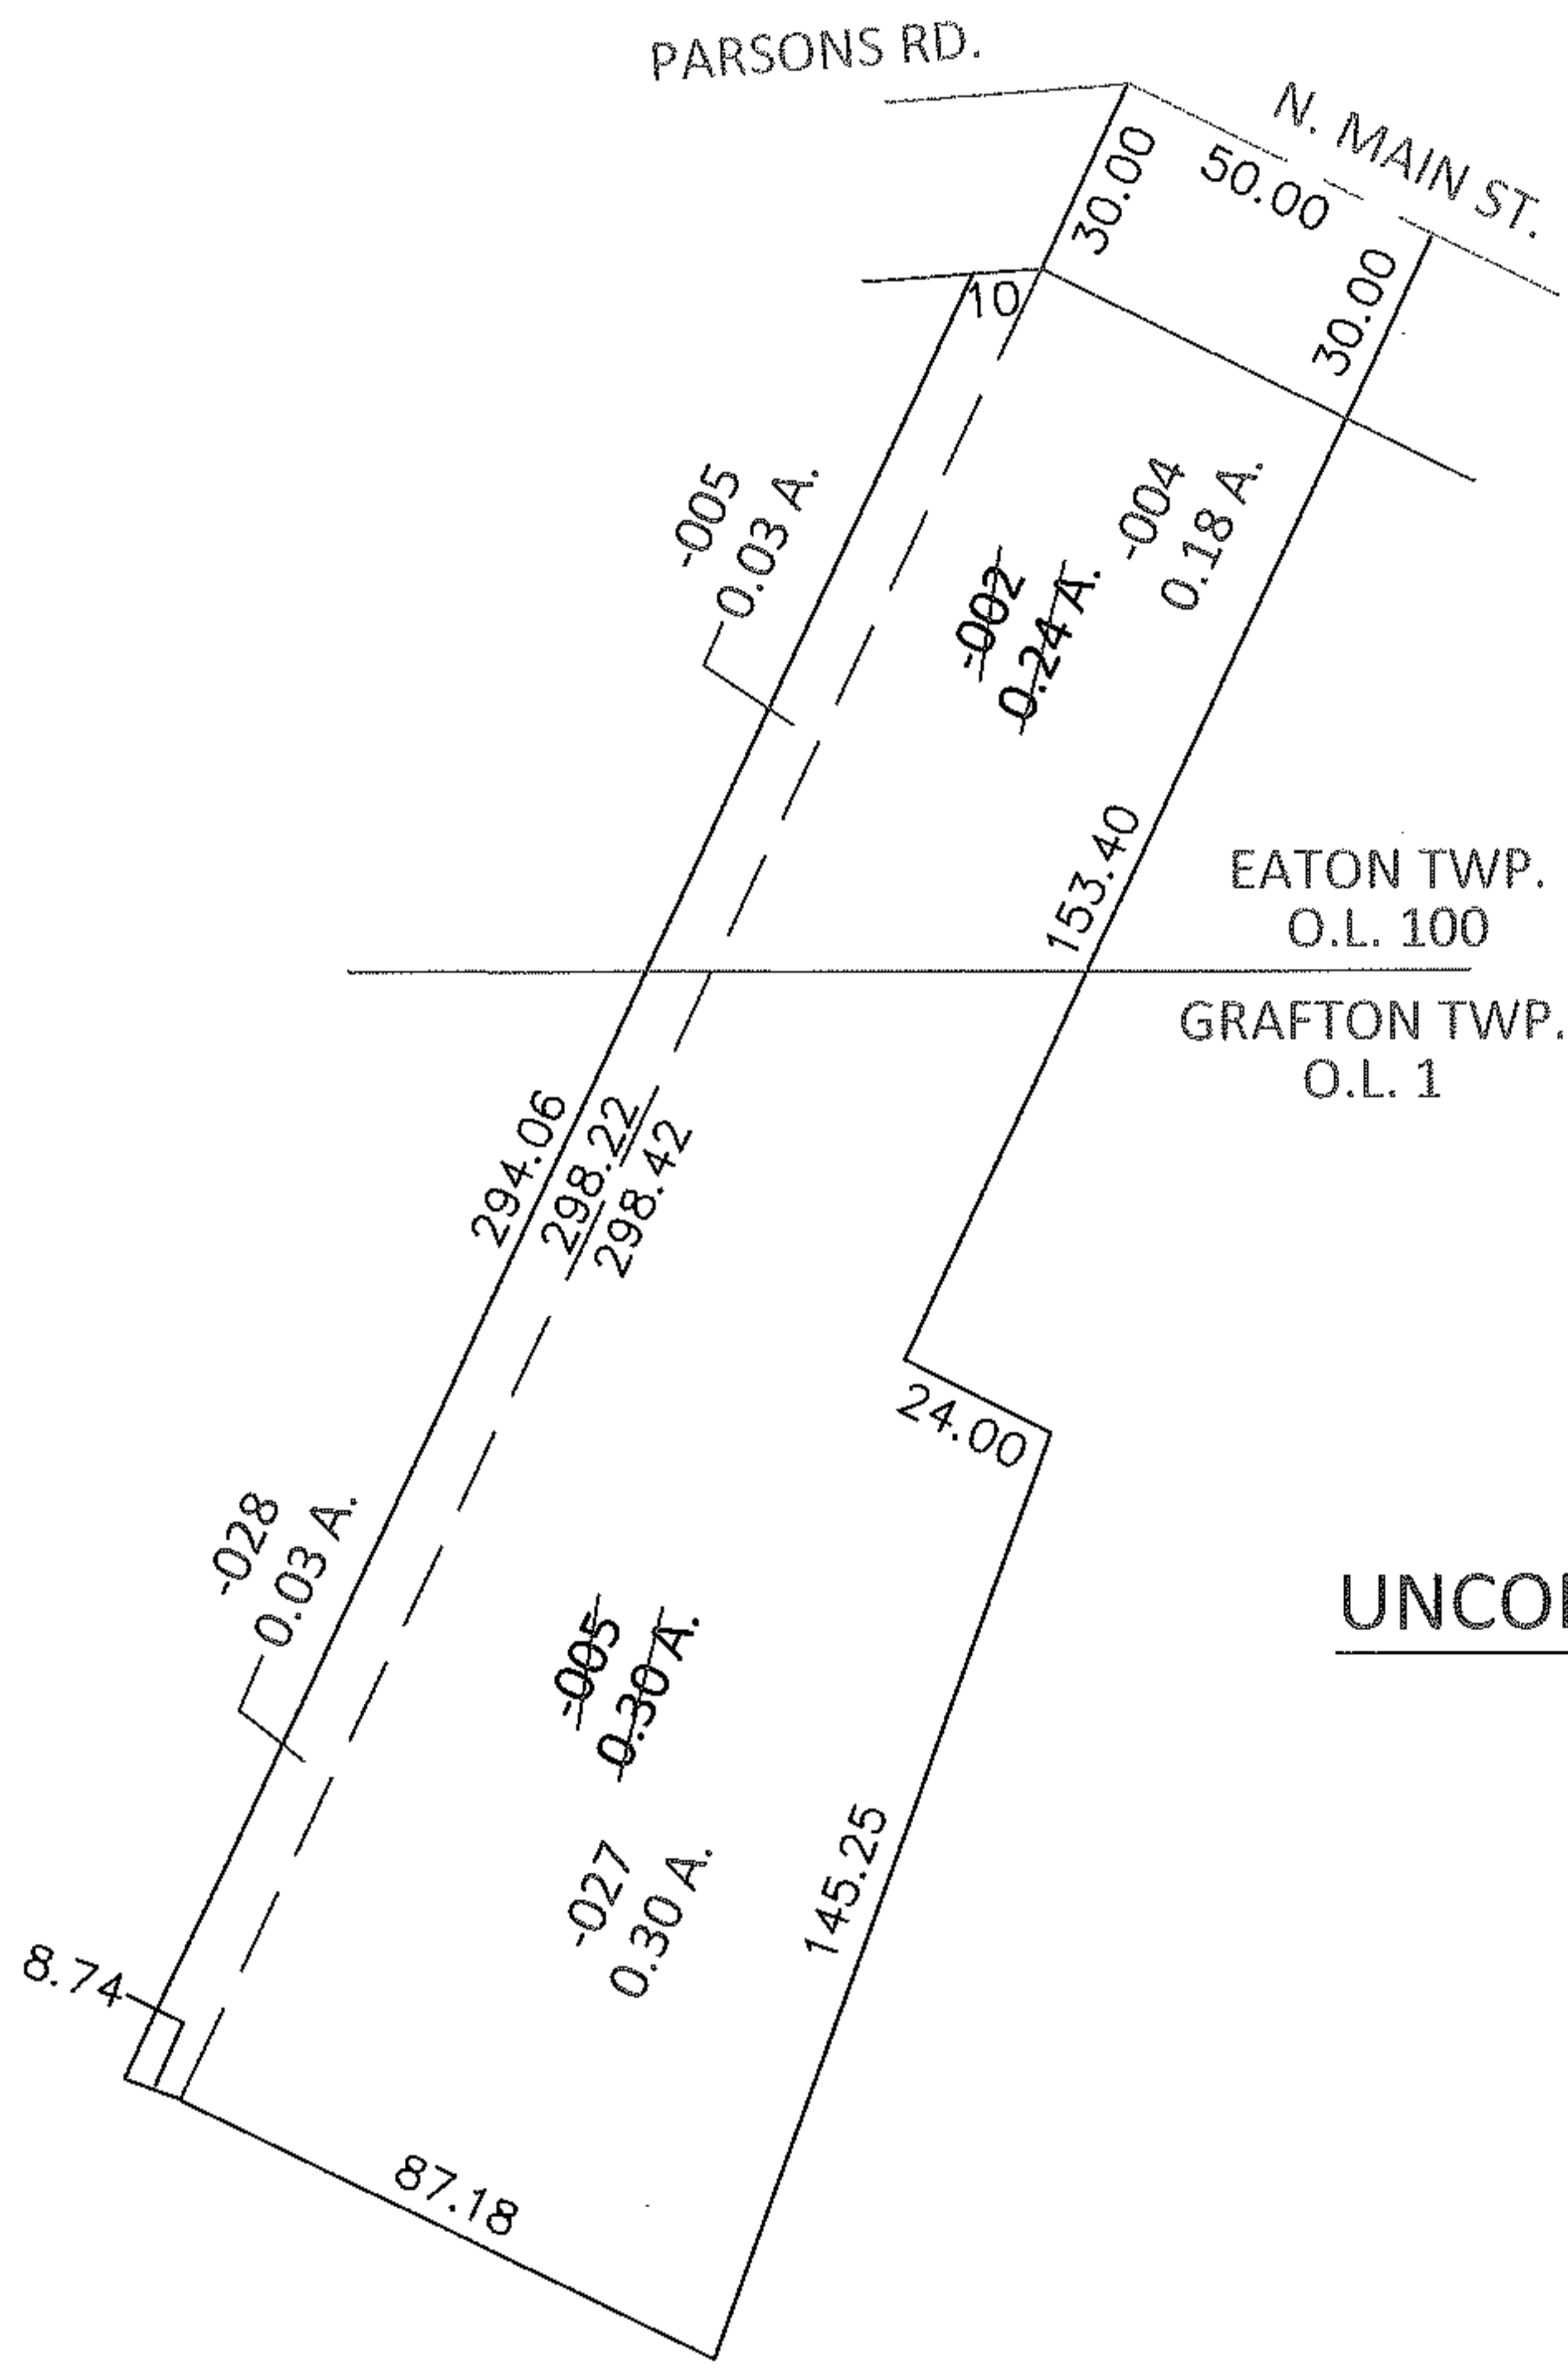 PARSONS RD.
N. MAIN ST.
30.00
50.00
30.00
10
-005
0.03 A.
-002
0.24 A.
-004
0.18 A.
153.40
EATON TWP.
O.L. 100
GRAFTON TWP.
O.L. 1
294.06
298.22
298.42
24.00
-028
0.03 A.
-005
0.30 A.
-027
0.30 A.
145.25
8.74
87.18